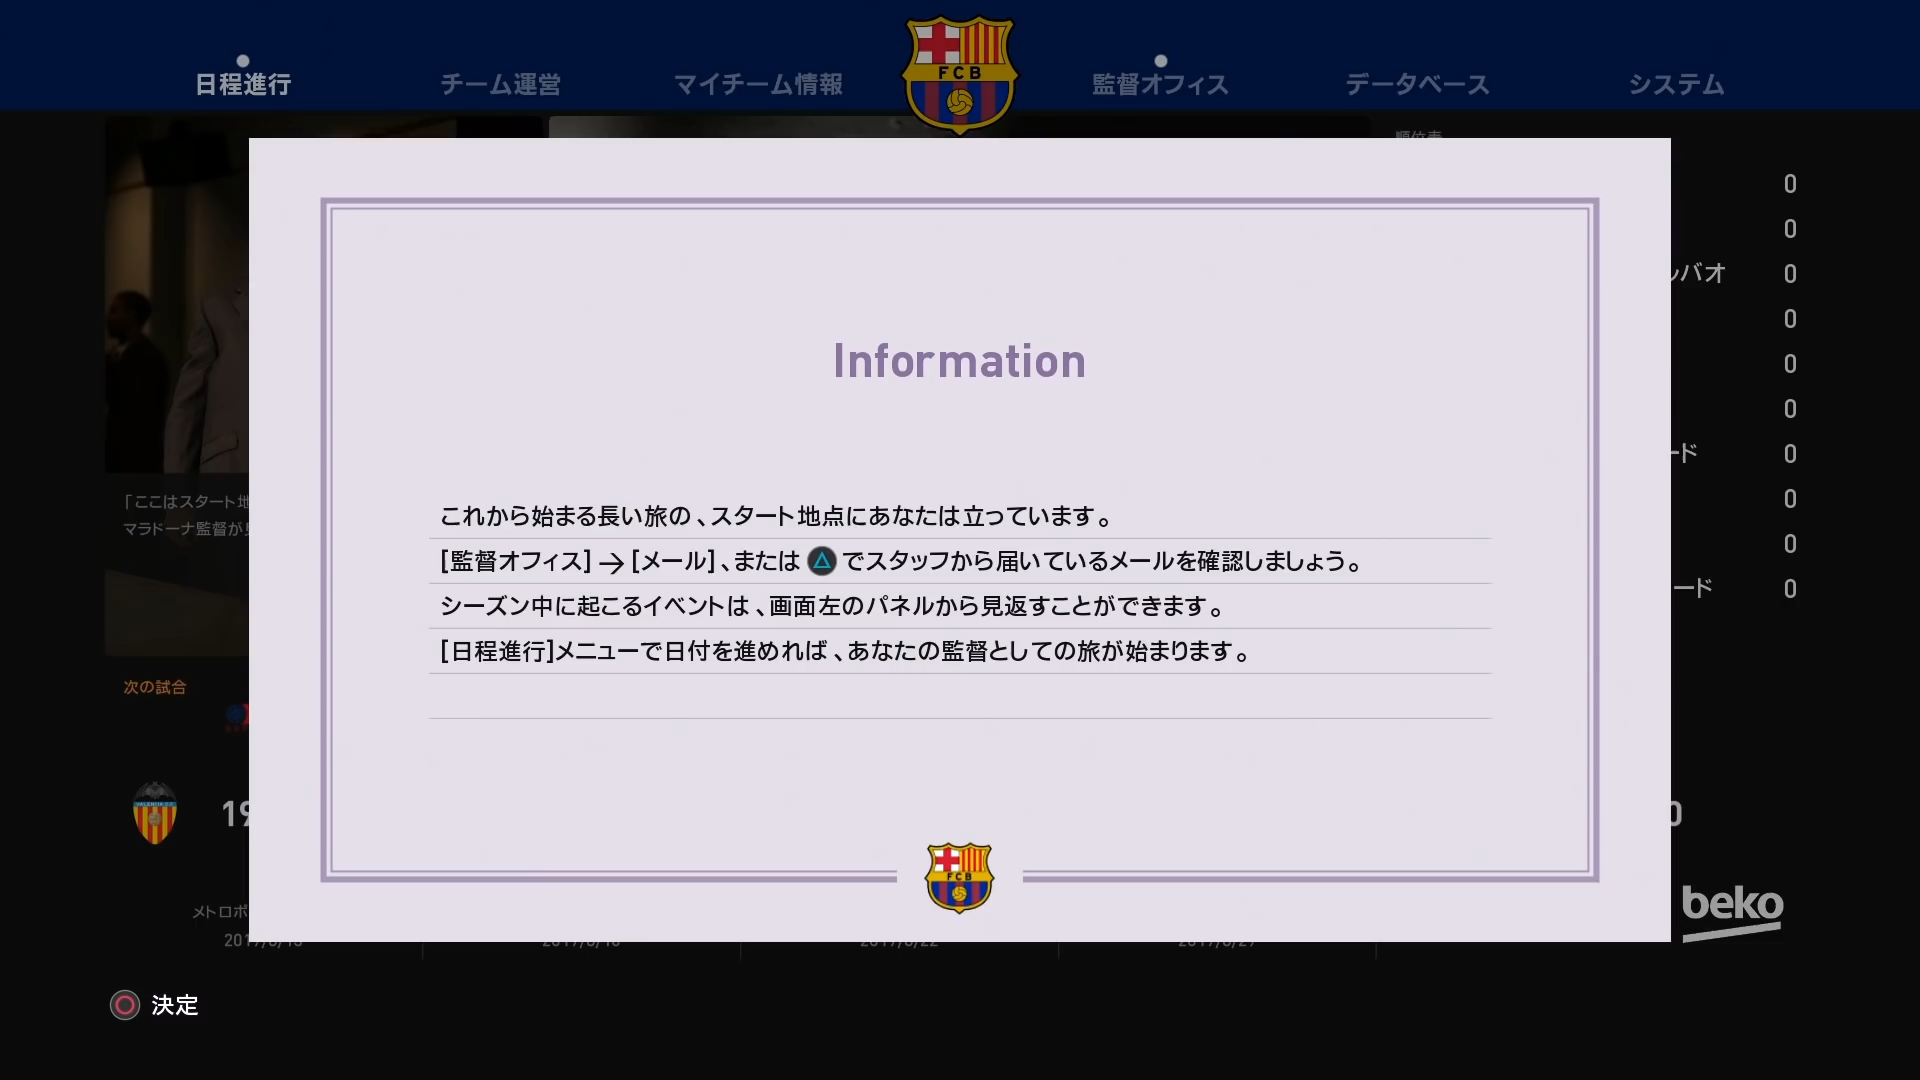 日程進行
チーム運営
マイチーム情報
FCB
監督オフィス
データベース
システム
0
0
0
0
0
0
0
0
0
0
Information
これから始まる長い旅の、スタート地点にあなたは立っています。
[監督オフィス]→[メール]、または△でスタッフから届いているメールを確認しましょう。
シーズン中に起こるイベントは、画面左のパネルから見返すことができます。
[日程進行]メニューで日付を進めれば、あなたの監督としての旅が始まります。
FCB
「ここはスタート地
マラドーナ監督が
次の試合
19
メトロポ
beko
決定